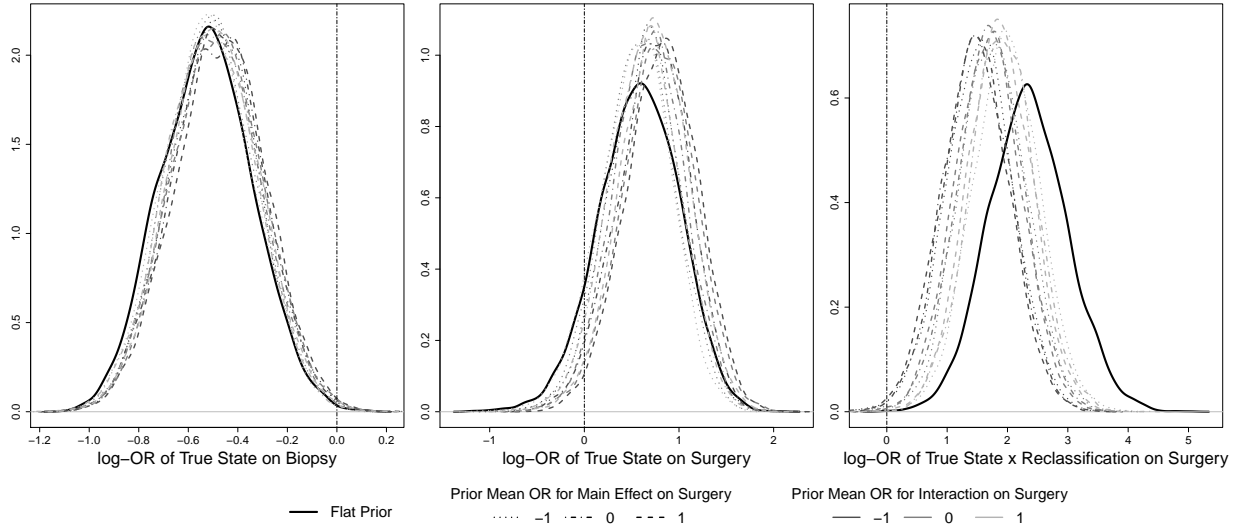 0.0 0.5 1.0 1.5 2.0
−1.2 −1.0 −0.8 −0.6 −0.4 −0.2 0.0 0.2
log−OR of True State on Biopsy
0.0 0.2 0.4 0.6 0.8 1.0
−1 0 1 2
log−OR of True State on Surgery
0.0 0.2 0.4 0.6
0 1 2 3 4 5
log−OR of True State x Reclassification on Surgery
Flat Prior
Prior Mean OR for Main Effect on Surgery
−1 0 1
Prior Mean OR for Interaction on Surgery
−1 0 1